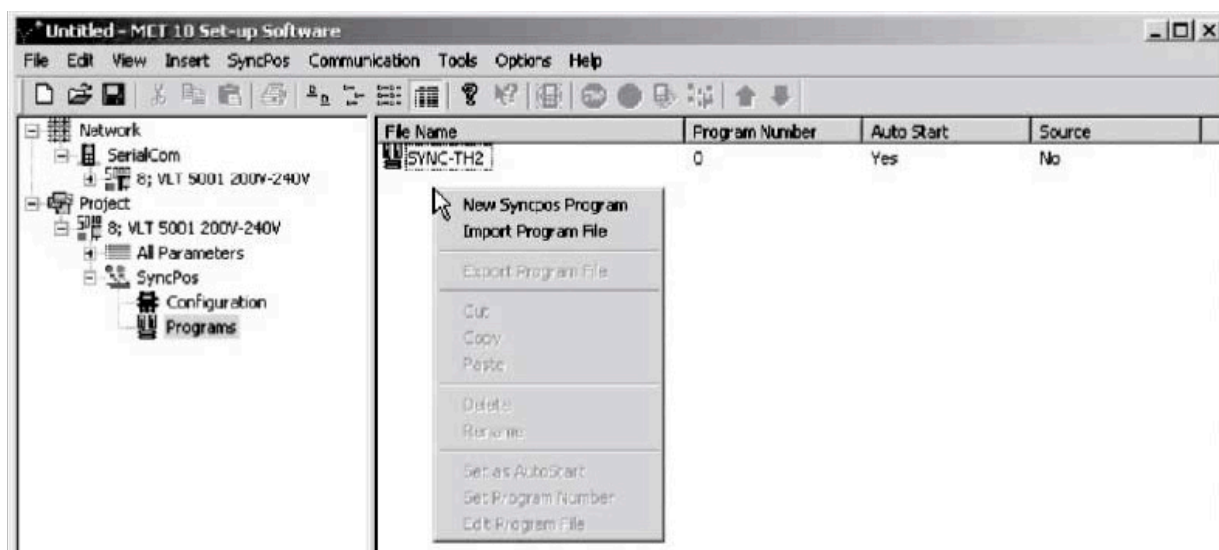 Untitled - MCT 10 Set-up Software
File Edit View Insert SyncPos Communication Tools Options Help
Network
SerialCom
8; VLT 5001 200V-240V
Project
8; VLT 5001 200V-240V
All Parameters
SyncPos
Configuration
Programs
File Name Program Number Auto Start Source
SYNC-TH2 0 Yes No
New Syncpos Program
Import Program File
Export Program File
Cut
Copy
Paste
Delete
Rename
Set as AutoStart
Set Program Number
Edit Program File